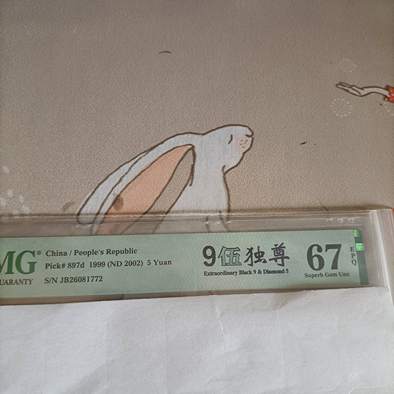 MG®
UARANTY
China / People's Republic
Pick# 897d 1999 (ND 2002) 5 Yuan
S/N JB26081772
9伍独尊
Extraordinary Black 9 & Diamond 5
67
Superb Gem Unc
EPQ